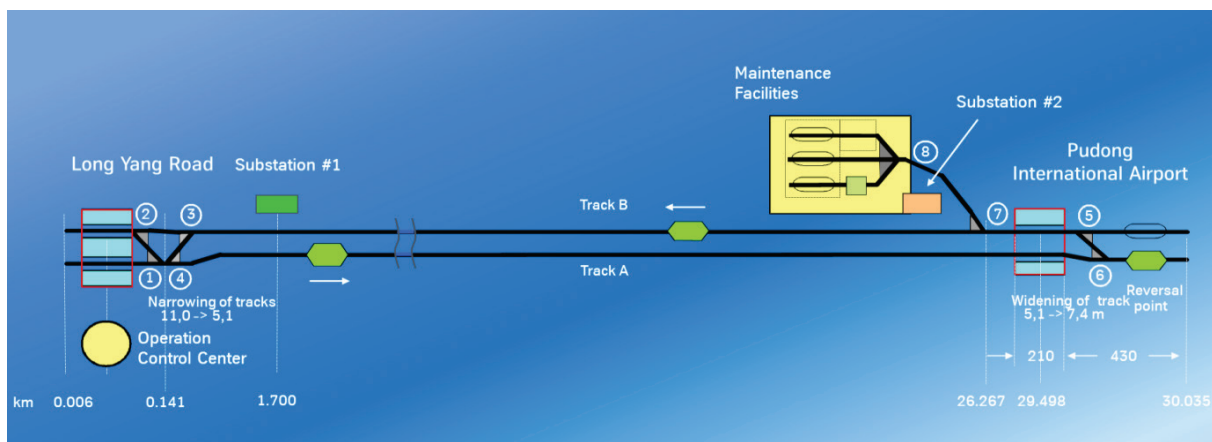 Maintenance
Facilities
Substation #2
Long Yang Road
Substation #1
8
Pudong
International Airport
2
3
Track B
7
5
1
4
Track A
6
Narrowing of tracks
11,0 -> 5,1
Widening of track
5,1 -> 7,4 m
Reversal
point
Operation
Control Center
210
430
km
0.006
0.141
1.700
26.267
29.498
30.035